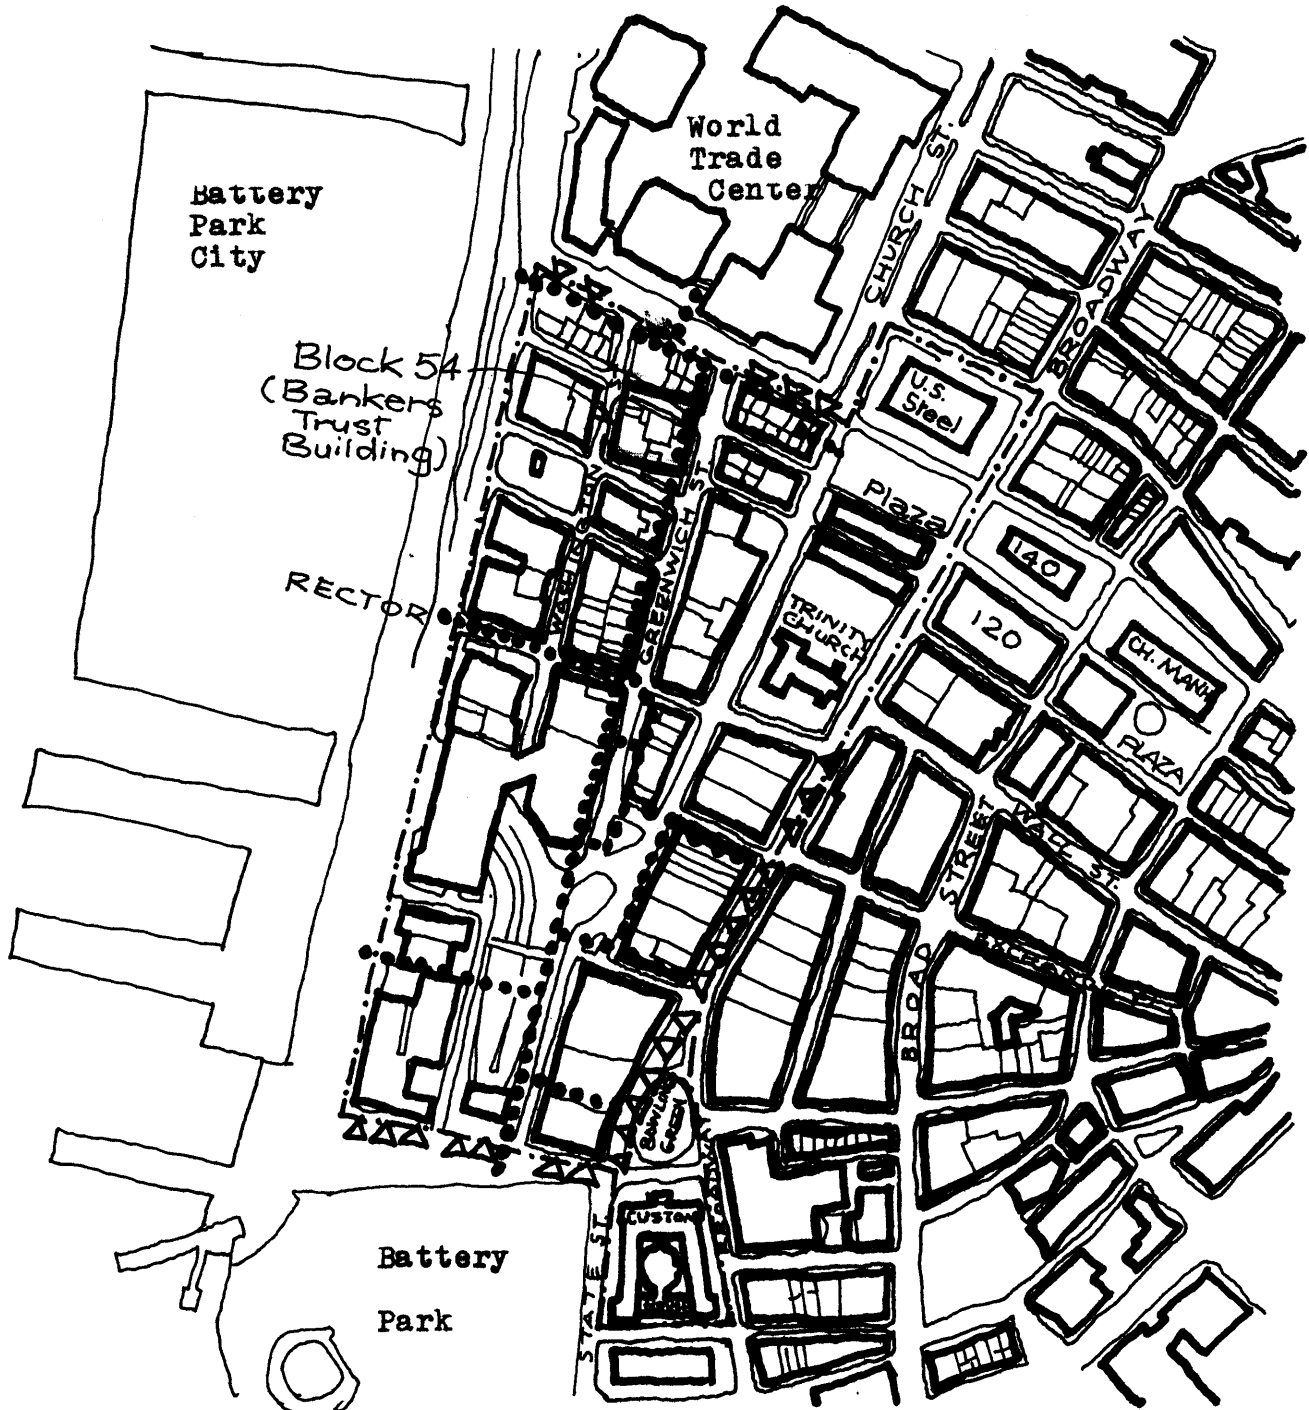 World
Trade
Center
Battery
Park
City
CHURCH ST.
BROADWAY
Block 54
(Bankers
Trust
Building)
U.S.
Steel
Plaza
GREENWICH ST.
RECTOR
140
120
TRINITY
CHURCH
CH. MANH
PLAZA
WALL ST.
BROAD STREET
BOWLING
GREEN
BROADWAY
CUSTOM
STATE ST.
Battery
Park